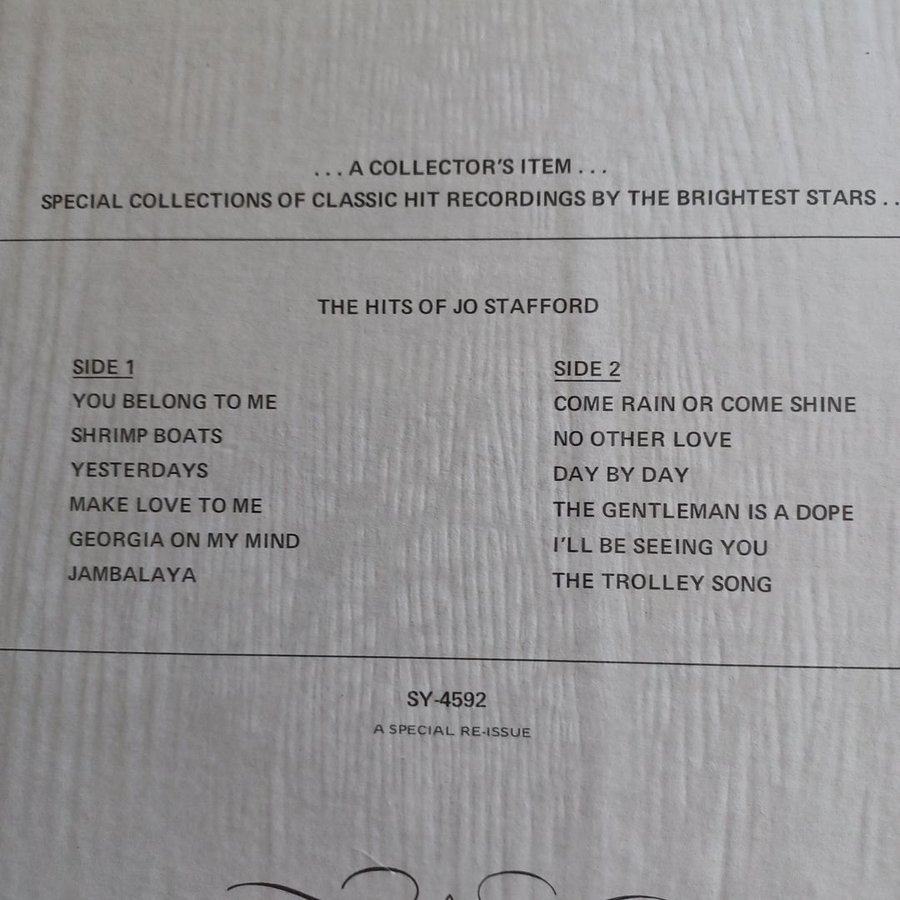 ...A COLLECTOR'S ITEM...
SPECIAL COLLECTIONS OF CLASSIC HIT RECORDINGS BY THE BRIGHTEST STARS..
THE HITS OF JO STAFFORD
SIDE 1
YOU BELONG TO ME
SHRIMP BOATS
YESTERDAYS
MAKE LOVE TO ME
GEORGIA ON MY MIND
JAMBALAYA
SIDE 2
COME RAIN OR COME SHINE
NO OTHER LOVE
DAY BY DAY
THE GENTLEMAN IS A DOPE
I'LL BE SEEING YOU
THE TROLLEY SONG
SY-4592
A SPECIAL RE-ISSUE